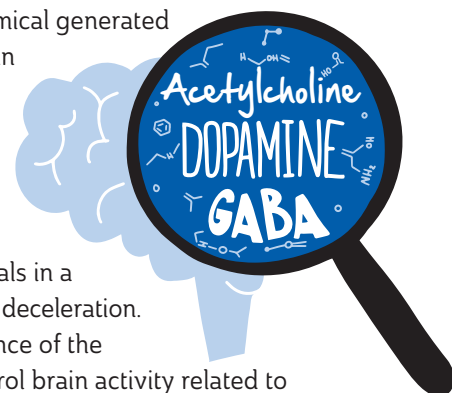 mical generated
n
Acetylcholine
DOPAMINE
GABA
als in a
deceleration.
nce of the
rol brain activity related to